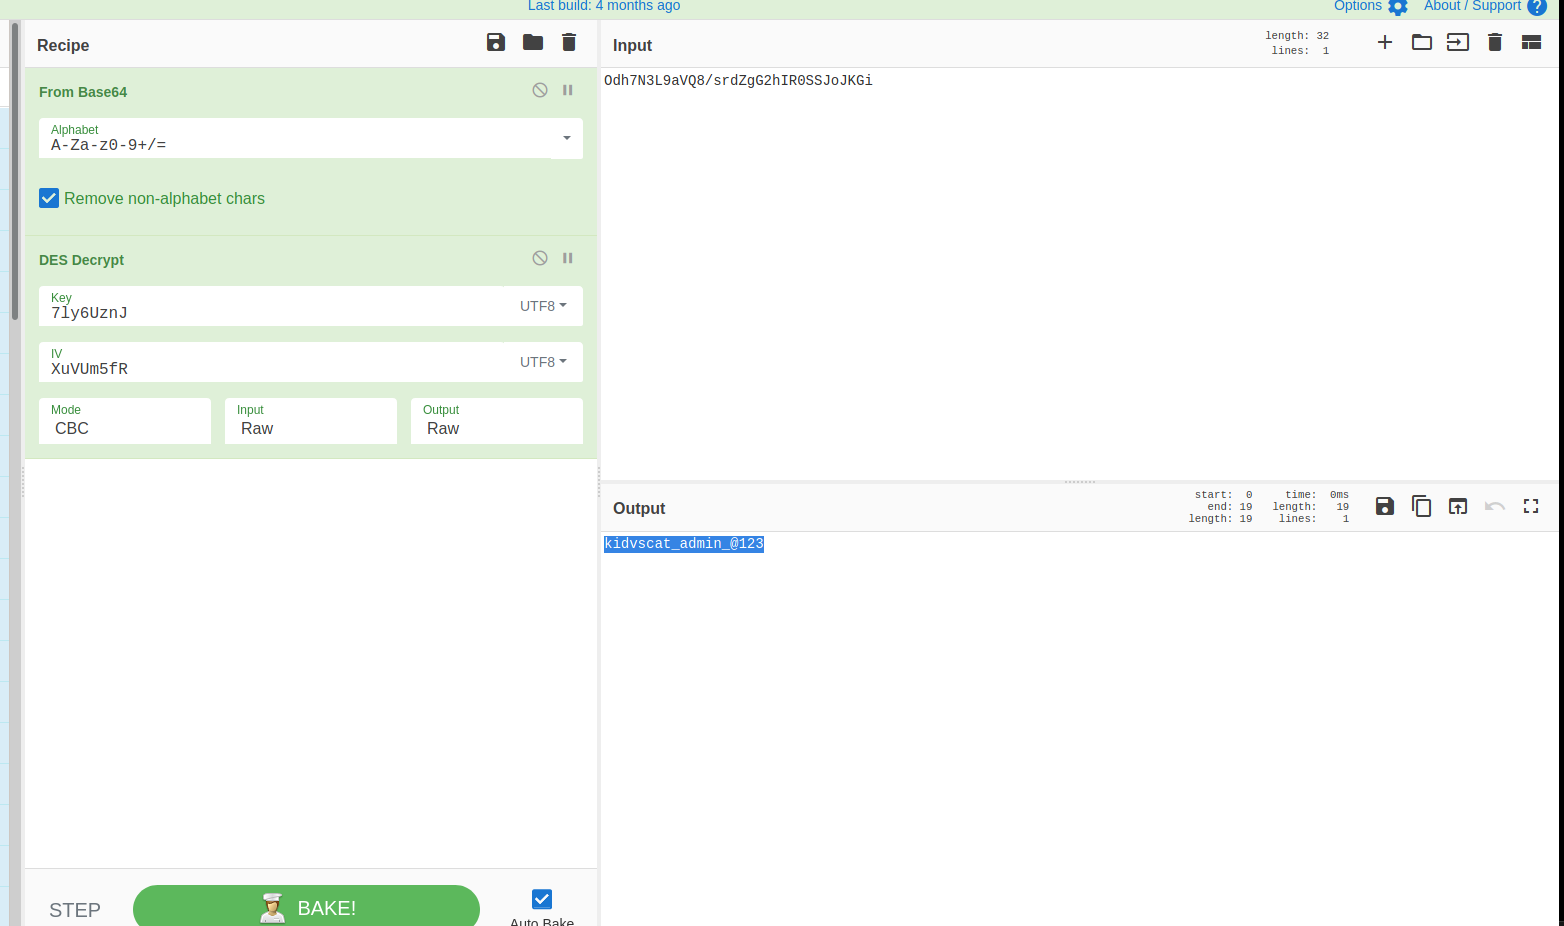 Last build: 4 months ago
Options
About / Support
Recipe
From Base64
Alphabet
A-Za-z0-9+/=
Remove non-alphabet chars
DES Decrypt
Key
7ly6UznJ
UTF8
IV
XuVUm5fR
UTF8
Mode
CBC
Input
Raw
Output
Raw
STEP
BAKE!
Auto Bake
Input
length: 32
lines: 1
Odh7N3L9aVQ8/srdZgG2hIR0SSJoJKGi
Output
start: 0
end: 19
length: 19
time: 0ms
length: 19
lines: 1
kidvscat_admin_@123